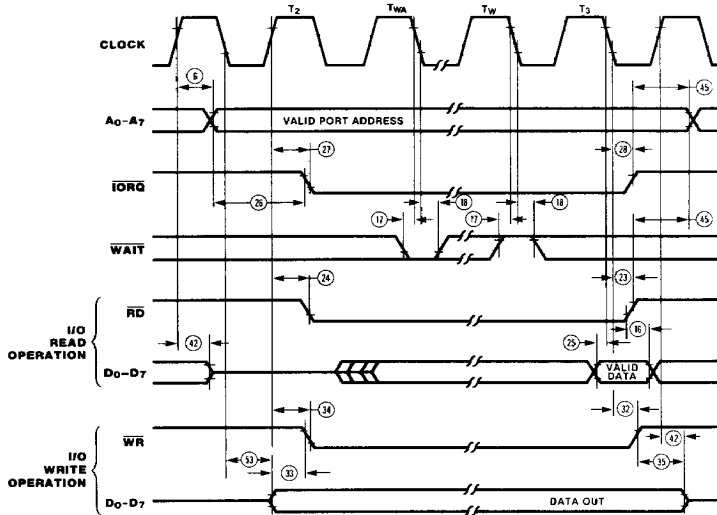 T2 TWA TW T3
CLOCK
6 45
A0–A7 VALID PORT ADDRESS
27 28
IORQ
26 17 18 17 18 45
WAIT
24 23
RD
I/O READ OPERATION
42 25 16
D0–D7 VALID DATA
34 32
WR
I/O WRITE OPERATION
53 33 42 35
D0–D7 DATA OUT